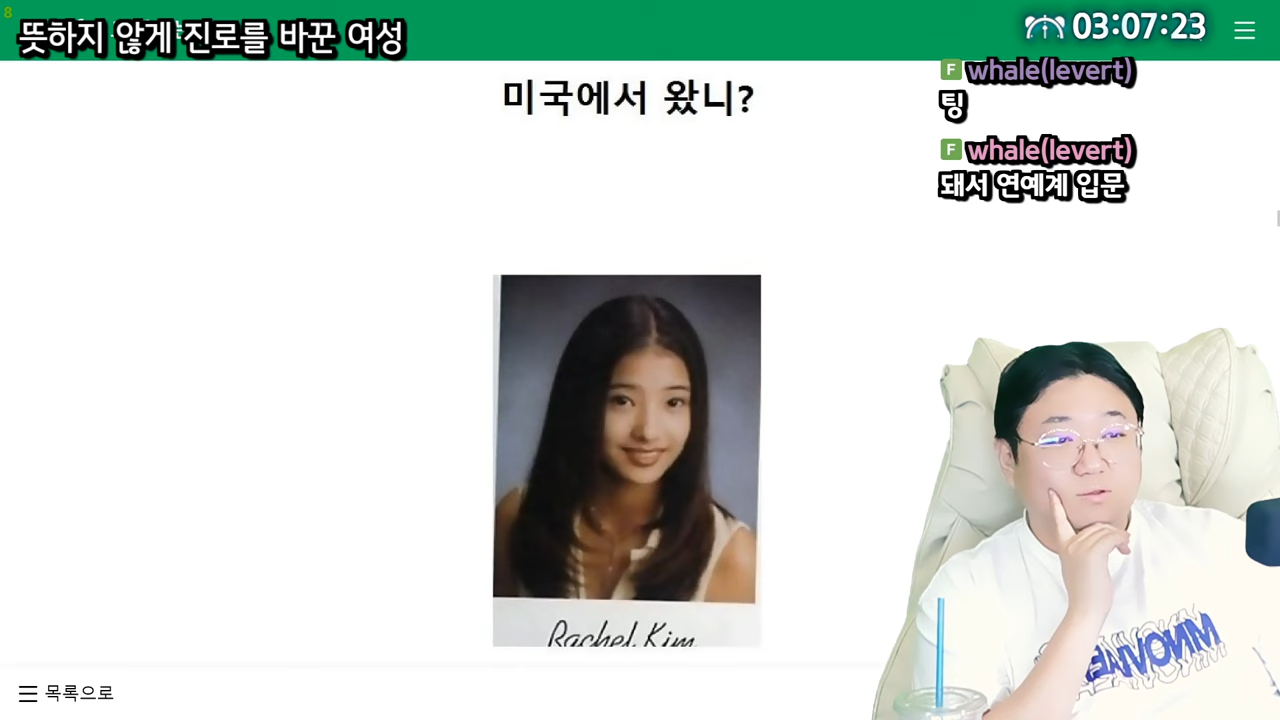 8
뜻하지 않게 진로를 바꾼 여성
03:07:23
미국에서 왔니?
F whale(levert)
팅
F whale(levert)
돼서 연예계 입문
Rachel Kim
목록으로